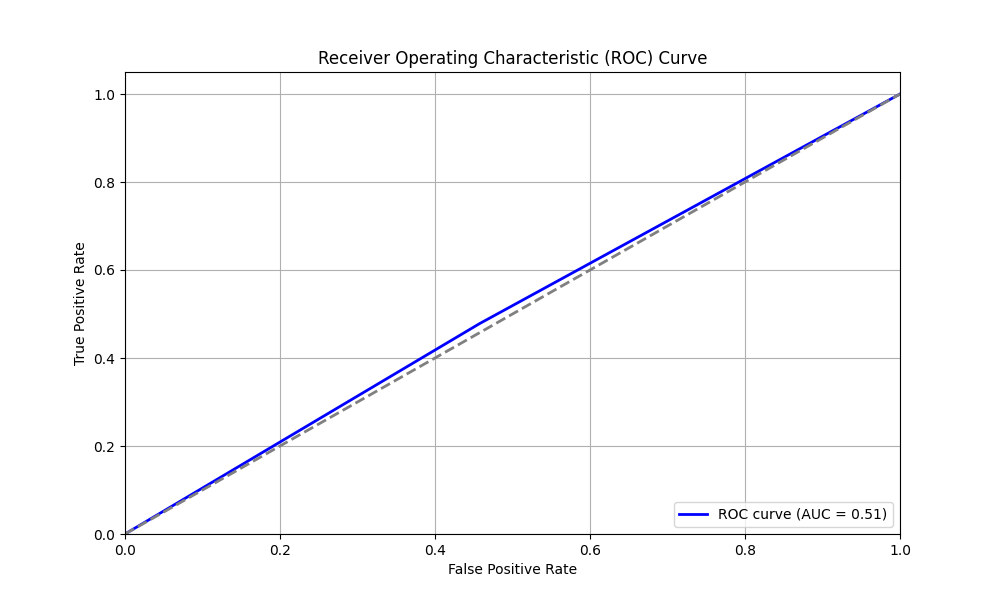 Receiver Operating Characteristic (ROC) Curve
1.0
0.8
0.6
0.4
0.2
0.0
True Positive Rate
ROC curve (AUC = 0.51)
0.0 0.2 0.4 0.6 0.8 1.0
False Positive Rate